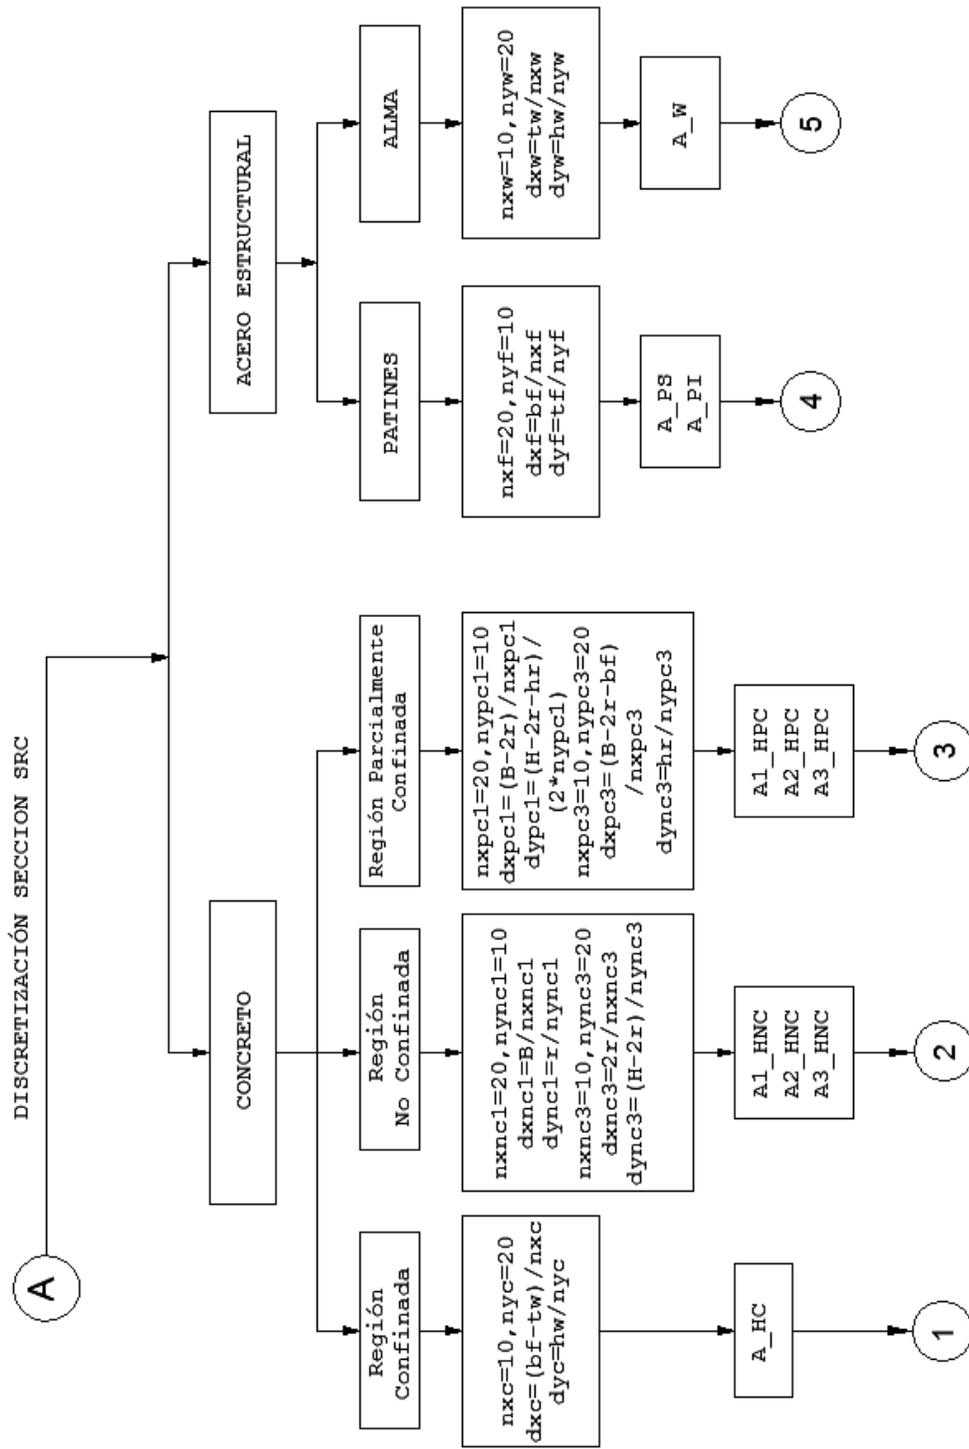 DISCRETIZACIÓN SECCION SRC
A
CONCRETO
ACERO ESTRUCTURAL
Región
Confinada
Región
No Confinada
Región Parcialmente
Confinada
PATINES
ALMA
nxc=10,nyc=20
dxc=(bf-tw)/nxc
dyc=hw/nyc
nxnc1=20,nync1=10
dxnc1=B/nxnc1
dync1=r/nync1
nxnc3=10,nync3=20
dxnc3=2r/nxnc3
dync3=(H-2r)/nync3
nxpc1=20,nypc1=10
dxpc1=(B-2r)/nxpc1
dypc1=(H-2r-hr)/
(2*nypc1)
nxpc3=10,nypc3=20
dxpc3=(B-2r-bf)
/nxpc3
dync3=hr/nypc3
nxf=20,nyf=10
dxf=bf/nxf
dyf=tf/nyf
nxw=10,nyw=20
dxw=tw/nxw
dyw=hw/nyw
A_HC
A1_HNC
A2_HNC
A3_HNC
A1_HPC
A2_HPC
A3_HPC
A_PS
A_PI
A_W
1
2
3
4
5